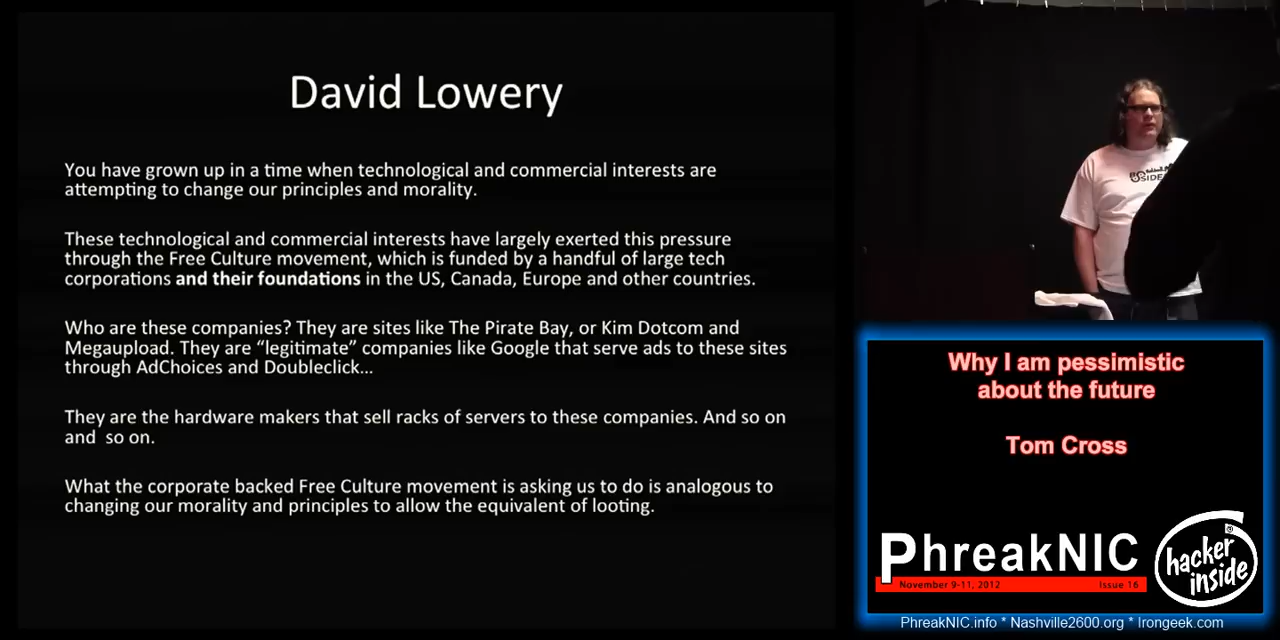 David Lowery
You have grown up in a time when technological and commercial interests are
attempting to change our principles and morality.
These technological and commercial interests have largely exerted this pressure
through the Free Culture movement, which is funded by a handful of large tech
corporations and their foundations in the US, Canada, Europe and other countries.
Who are these companies? They are sites like The Pirate Bay, or Kim Dotcom and
Megaupload. They are “legitimate” companies like Google that serve ads to these sites
through AdChoices and Doubleclick...
They are the hardware makers that sell racks of servers to these companies. And so on
and  so on.
What the corporate backed Free Culture movement is asking us to do is analogous to
changing our morality and principles to allow the equivalent of looting.
Why I am pessimistic
about the future
Tom Cross
PhreakNIC
November 9-11, 2012
Issue 16
hacker
inside
PhreakNIC.info * Nashville2600.org * Irongeek.com